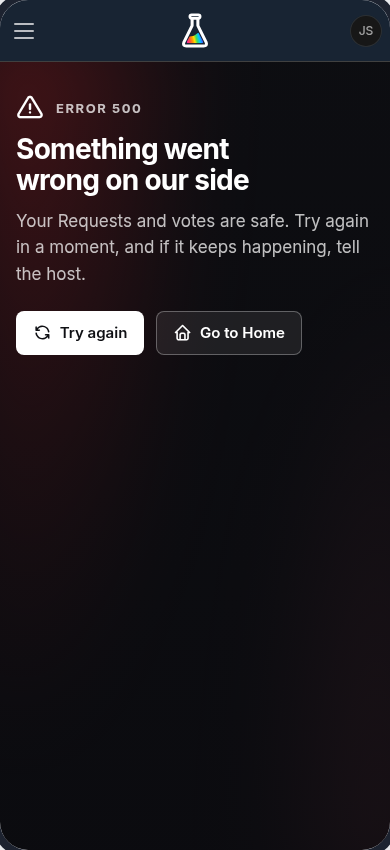 JS
ERROR 500
Something went
wrong on our side
Your Requests and votes are safe. Try again
in a moment, and if it keeps happening, tell
the host.
Try again
Go to Home